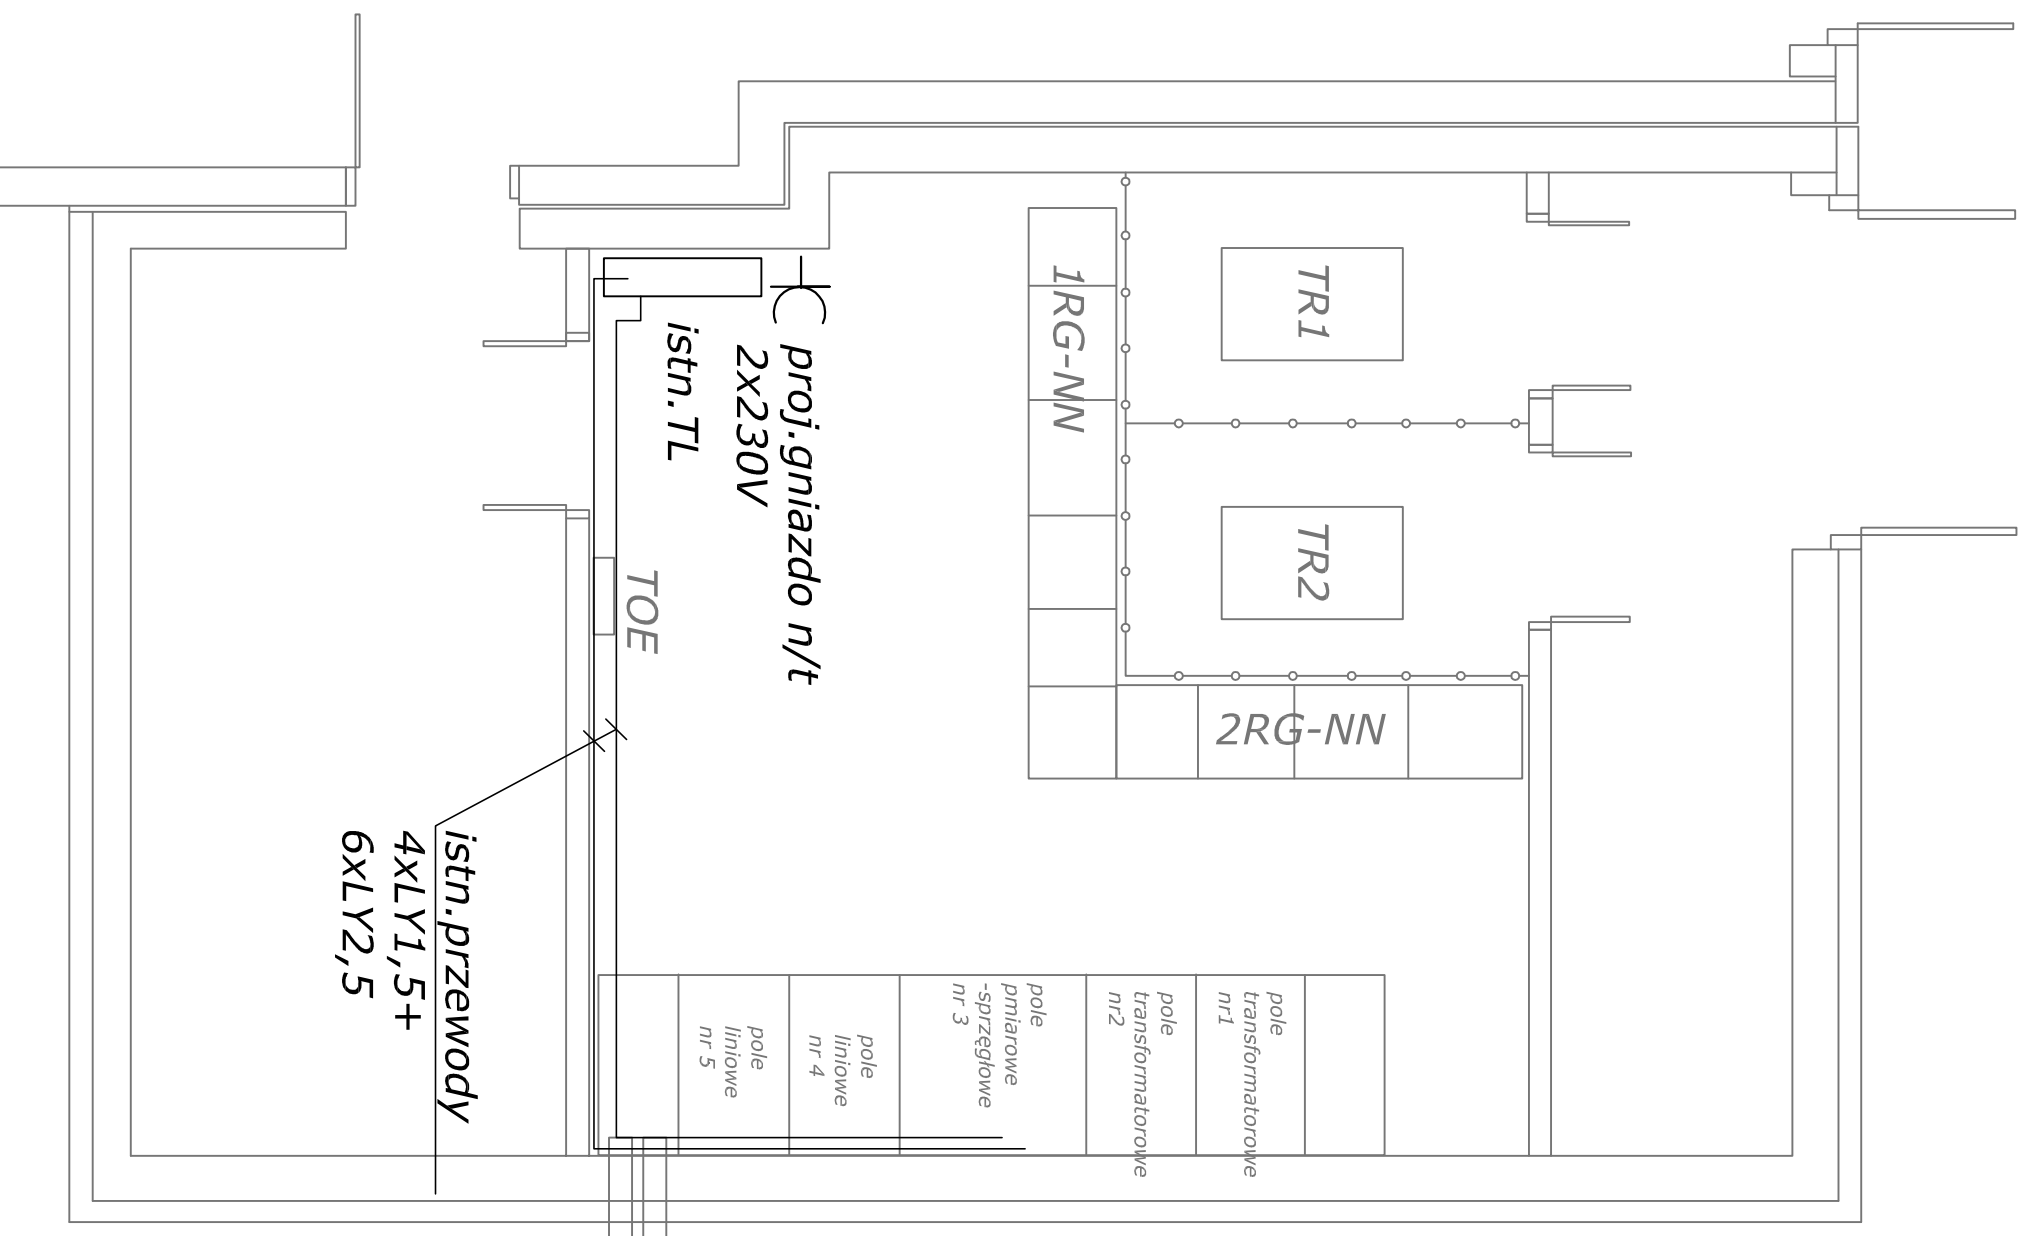 istn.TL
proj.gniazdo n/t
2x230V
TOE
1RG-NN
TR1
TR2
2RG-NN
istn.przewody
4xLY1,5+
6xLY2,5
pole
liniowe
nr 5
pole
liniowe
nr 4
pole
pmiarowe
-sprzęgłowe
nr 3
pole
transformatorowe
nr2
pole
transformatorowe
nr1